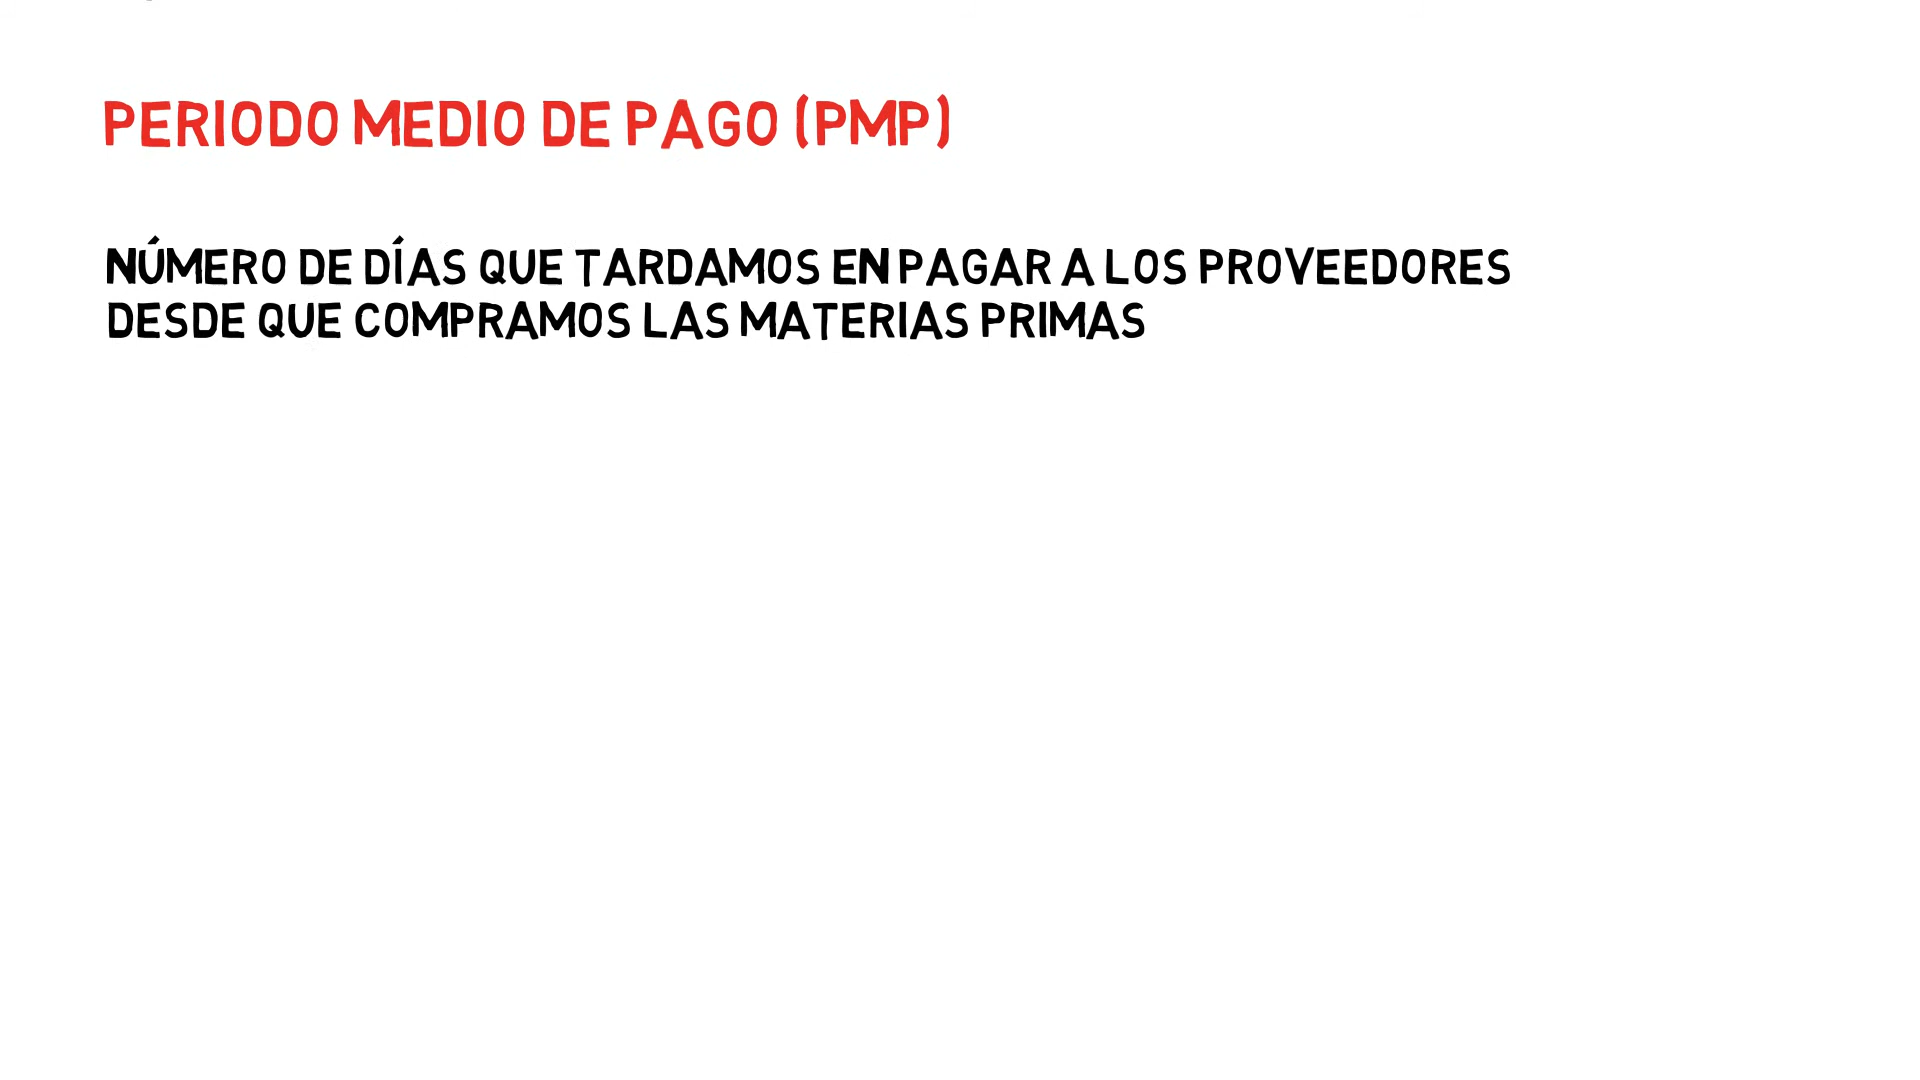 PERIODO MEDIO DE PAGO (PMP)
NÚMERO DE DÍAS QUE TARDAMOS EN PAGAR A LOS PROVEEDORES
DESDE QUE COMPRAMOS LAS MATERIAS PRIMAS